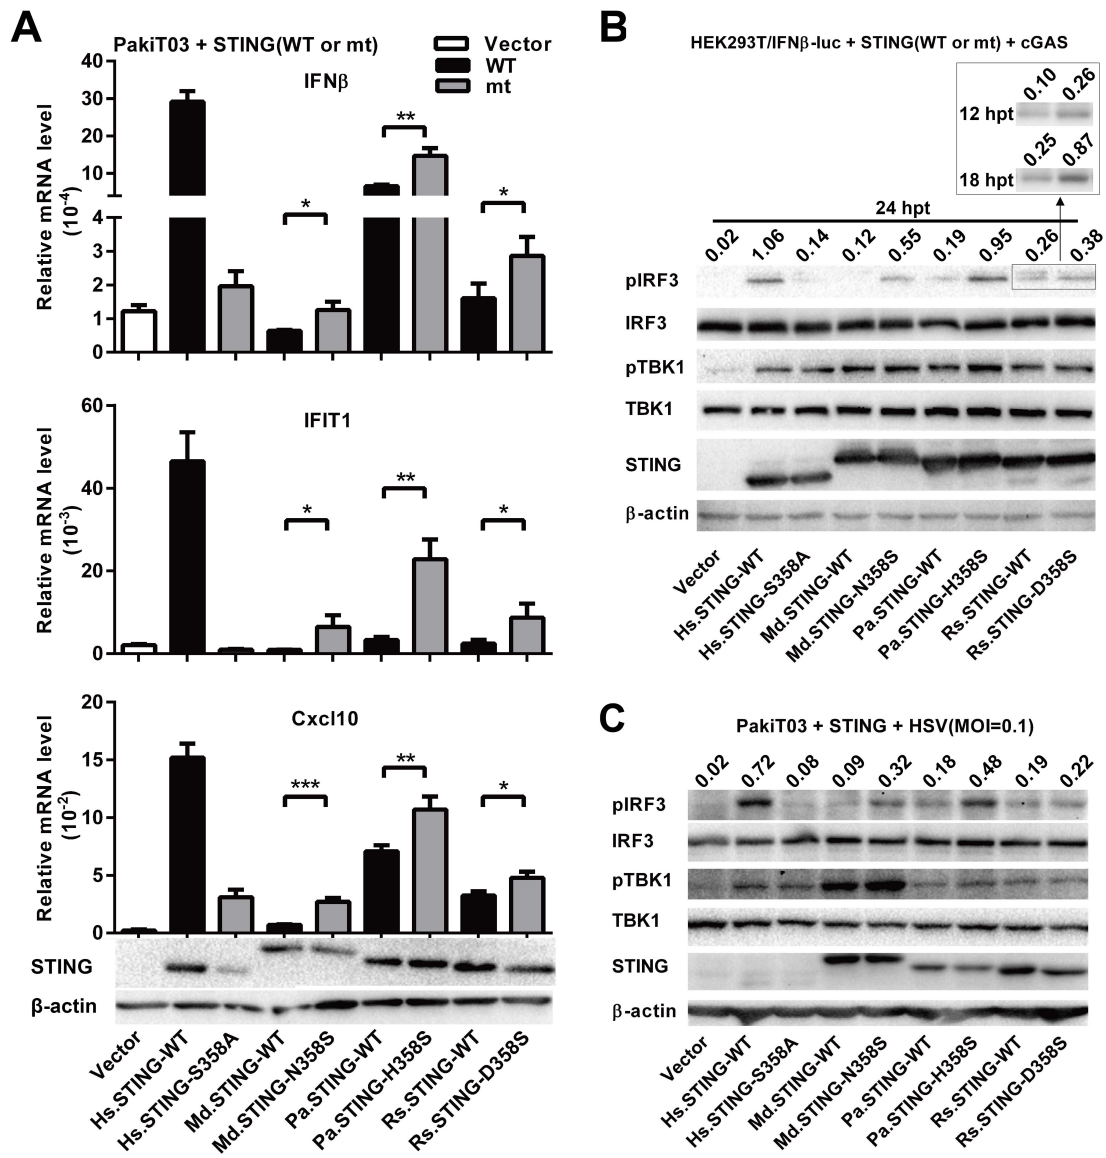 A
PakiT03 + STING(WT or mt)
Vector
WT
mt
IFNβ
Relative mRNA level
(10⁻⁴)
40
30
20
10
4
3
2
1
0
*
**
*
IFIT1
Relative mRNA level
(10⁻³)
60
40
20
0
*
**
*
Cxcl10
Relative mRNA level
(10⁻²)
20
15
10
5
0
***
**
*
STING
β-actin
Vector
Hs.STING-WT
Hs.STING-S358A
Md.STING-WT
Md.STING-N358S
Pa.STING-WT
Pa.STING-H358S
Rs.STING-WT
Rs.STING-D358S
B
HEK293T/IFNβ-luc + STING(WT or mt) + cGAS
0.10 0.26
12 hpt
0.25 0.87
18 hpt
24 hpt
0.02 1.06 0.14 0.12 0.55 0.19 0.95 0.26 0.38
pIRF3
IRF3
pTBK1
TBK1
STING
β-actin
Vector
Hs.STING-WT
Hs.STING-S358A
Md.STING-WT
Md.STING-N358S
Pa.STING-WT
Pa.STING-H358S
Rs.STING-WT
Rs.STING-D358S
C
PakiT03 + STING + HSV(MOI=0.1)
0.02 0.72 0.08 0.09 0.32 0.18 0.48 0.19 0.22
pIRF3
IRF3
pTBK1
TBK1
STING
β-actin
Vector
Hs.STING-WT
Hs.STING-S358A
Md.STING-WT
Md.STING-N358S
Pa.STING-WT
Pa.STING-H358S
Rs.STING-WT
Rs.STING-D358S